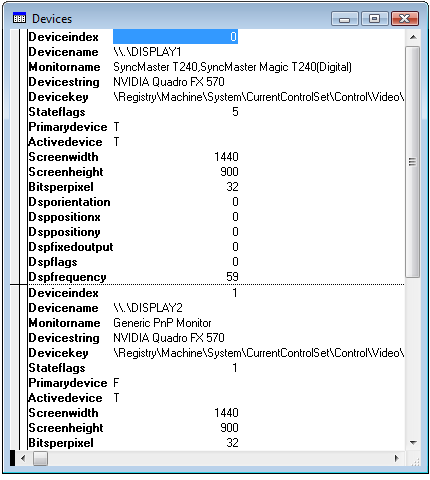 Devices
Deviceindex 0
Devicename \\.\DISPLAY1
Monitorname SyncMaster T240,SyncMaster Magic T240(Digital)
Devicestring NVIDIA Quadro FX 570
Devicekey \Registry\Machine\System\CurrentControlSet\Control\Video\
Stateflags 5
Primarydevice T
Activedevice T
Screenwidth 1440
Screenheight 900
Bitsperpixel 32
Dsporientation 0
Dsppositionx 0
Dsppositiony 0
Dspfixedoutput 0
Dspflags 0
Dspfrequency 59
Deviceindex 1
Devicename \\.\DISPLAY2
Monitorname Generic PnP Monitor
Devicestring NVIDIA Quadro FX 570
Devicekey \Registry\Machine\System\CurrentControlSet\Control\Video\
Stateflags 1
Primarydevice F
Activedevice T
Screenwidth 1440
Screenheight 900
Bitsperpixel 32